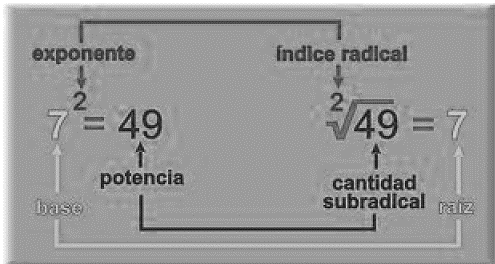 exponente índice radical
7² = 49 ²√49 = 7
potencia cantidad
subradical
base raíz